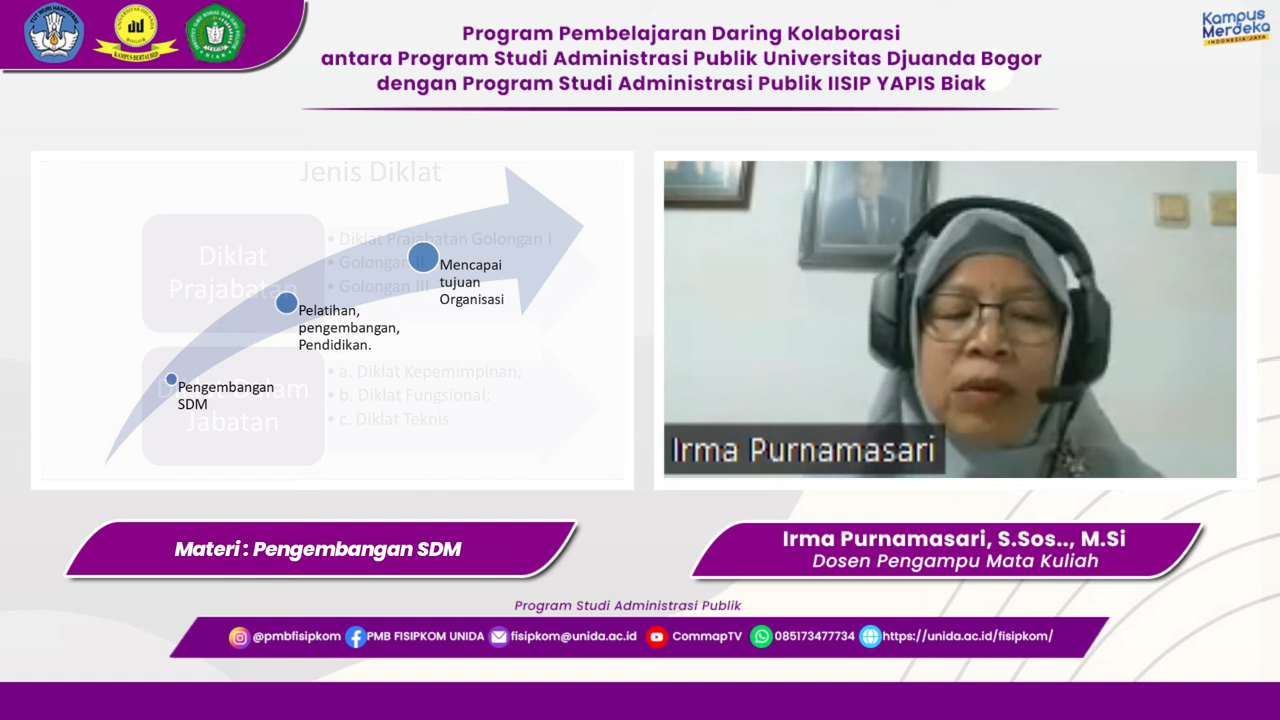 Program Pembelajaran Daring Kolaborasi
antara Program Studi Administrasi Publik Universitas Djuanda Bogor
dengan Program Studi Administrasi Publik IISIP YAPIS Biak
Kampus
Merdeka
INDONESIA JAYA
Jenis Diklat
Diklat
Prajabatan
• Diklat Prajabatan Golongan I
• Golongan II
• Golongan III
Mencapai
tujuan
Organisasi
Pelatihan,
pengembangan,
Pendidikan.
Pengembangan
SDM
Dalam
Jabatan
• a. Diklat Kepemimpinan;
• b. Diklat Fungsional;
• c. Diklat Teknis
Irma Purnamasari
Materi : Pengembangan SDM
Irma Purnamasari, S.Sos.., M.Si
Dosen Pengampu Mata Kuliah
Program Studi Administrasi Publik
@pmbfisipkom PMB FISIPKOM UNIDA fisipkom@unida.ac.id CommapTV 085173477734 https://unida.ac.id/fisipkom/